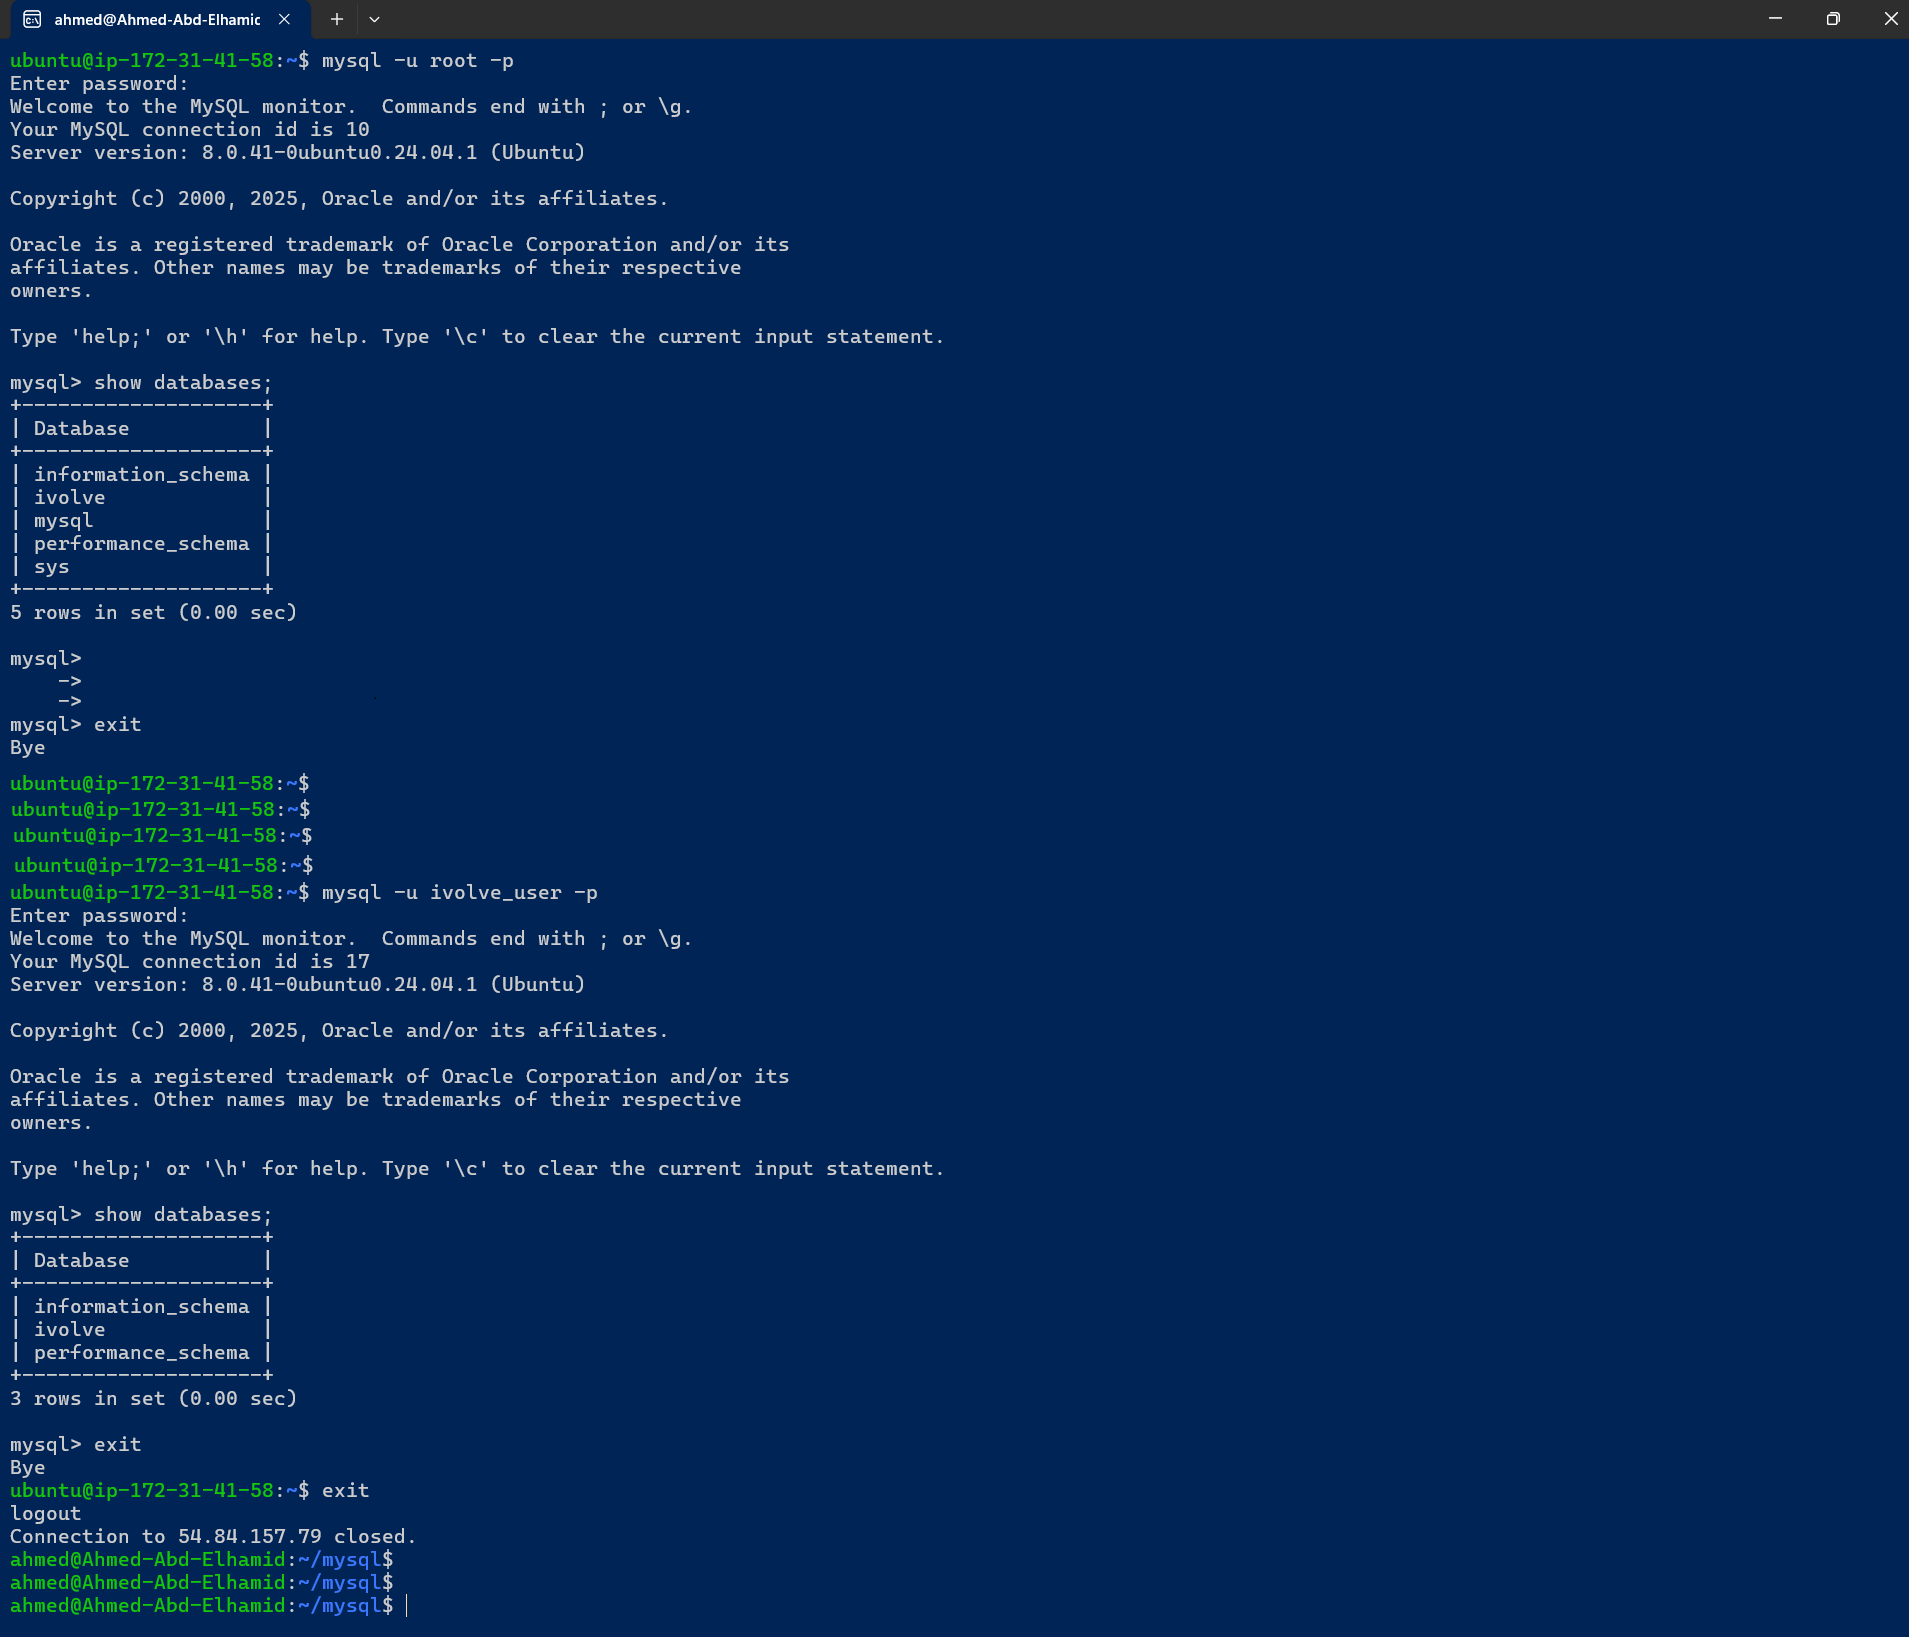 ahmed@Ahmed-Abd-Elhamic
ubuntu@ip-172-31-41-58:~$ mysql -u root -p
Enter password:
Welcome to the MySQL monitor.  Commands end with ; or \g.
Your MySQL connection id is 10
Server version: 8.0.41-0ubuntu0.24.04.1 (Ubuntu)

Copyright (c) 2000, 2025, Oracle and/or its affiliates.

Oracle is a registered trademark of Oracle Corporation and/or its
affiliates. Other names may be trademarks of their respective
owners.

Type 'help;' or '\h' for help. Type '\c' to clear the current input statement.

mysql> show databases;
+--------------------+
| Database           |
+--------------------+
| information_schema |
| ivolve             |
| mysql              |
| performance_schema |
| sys                |
+--------------------+
5 rows in set (0.00 sec)

mysql>
    ->
    ->
mysql> exit
Bye
ubuntu@ip-172-31-41-58:~$
ubuntu@ip-172-31-41-58:~$
ubuntu@ip-172-31-41-58:~$
ubuntu@ip-172-31-41-58:~$
ubuntu@ip-172-31-41-58:~$ mysql -u ivolve_user -p
Enter password:
Welcome to the MySQL monitor.  Commands end with ; or \g.
Your MySQL connection id is 17
Server version: 8.0.41-0ubuntu0.24.04.1 (Ubuntu)

Copyright (c) 2000, 2025, Oracle and/or its affiliates.

Oracle is a registered trademark of Oracle Corporation and/or its
affiliates. Other names may be trademarks of their respective
owners.

Type 'help;' or '\h' for help. Type '\c' to clear the current input statement.

mysql> show databases;
+--------------------+
| Database           |
+--------------------+
| information_schema |
| ivolve             |
| performance_schema |
+--------------------+
3 rows in set (0.00 sec)

mysql> exit
Bye
ubuntu@ip-172-31-41-58:~$ exit
logout
Connection to 54.84.157.79 closed.
ahmed@Ahmed-Abd-Elhamid:~/mysql$
ahmed@Ahmed-Abd-Elhamid:~/mysql$
ahmed@Ahmed-Abd-Elhamid:~/mysql$